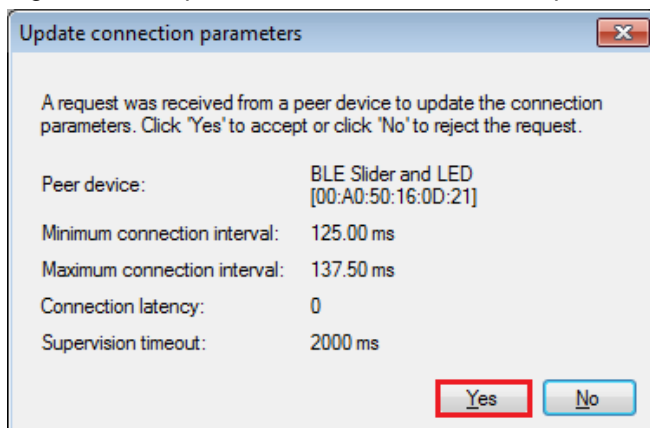 Update connection parameters
A request was received from a peer device to update the connection
parameters. Click 'Yes' to accept or click 'No' to reject the request.
Peer device:
BLE Slider and LED
[00:A0:50:16:0D:21]
Minimum connection interval: 125.00 ms
Maximum connection interval: 137.50 ms
Connection latency: 0
Supervision timeout: 2000 ms
Yes No